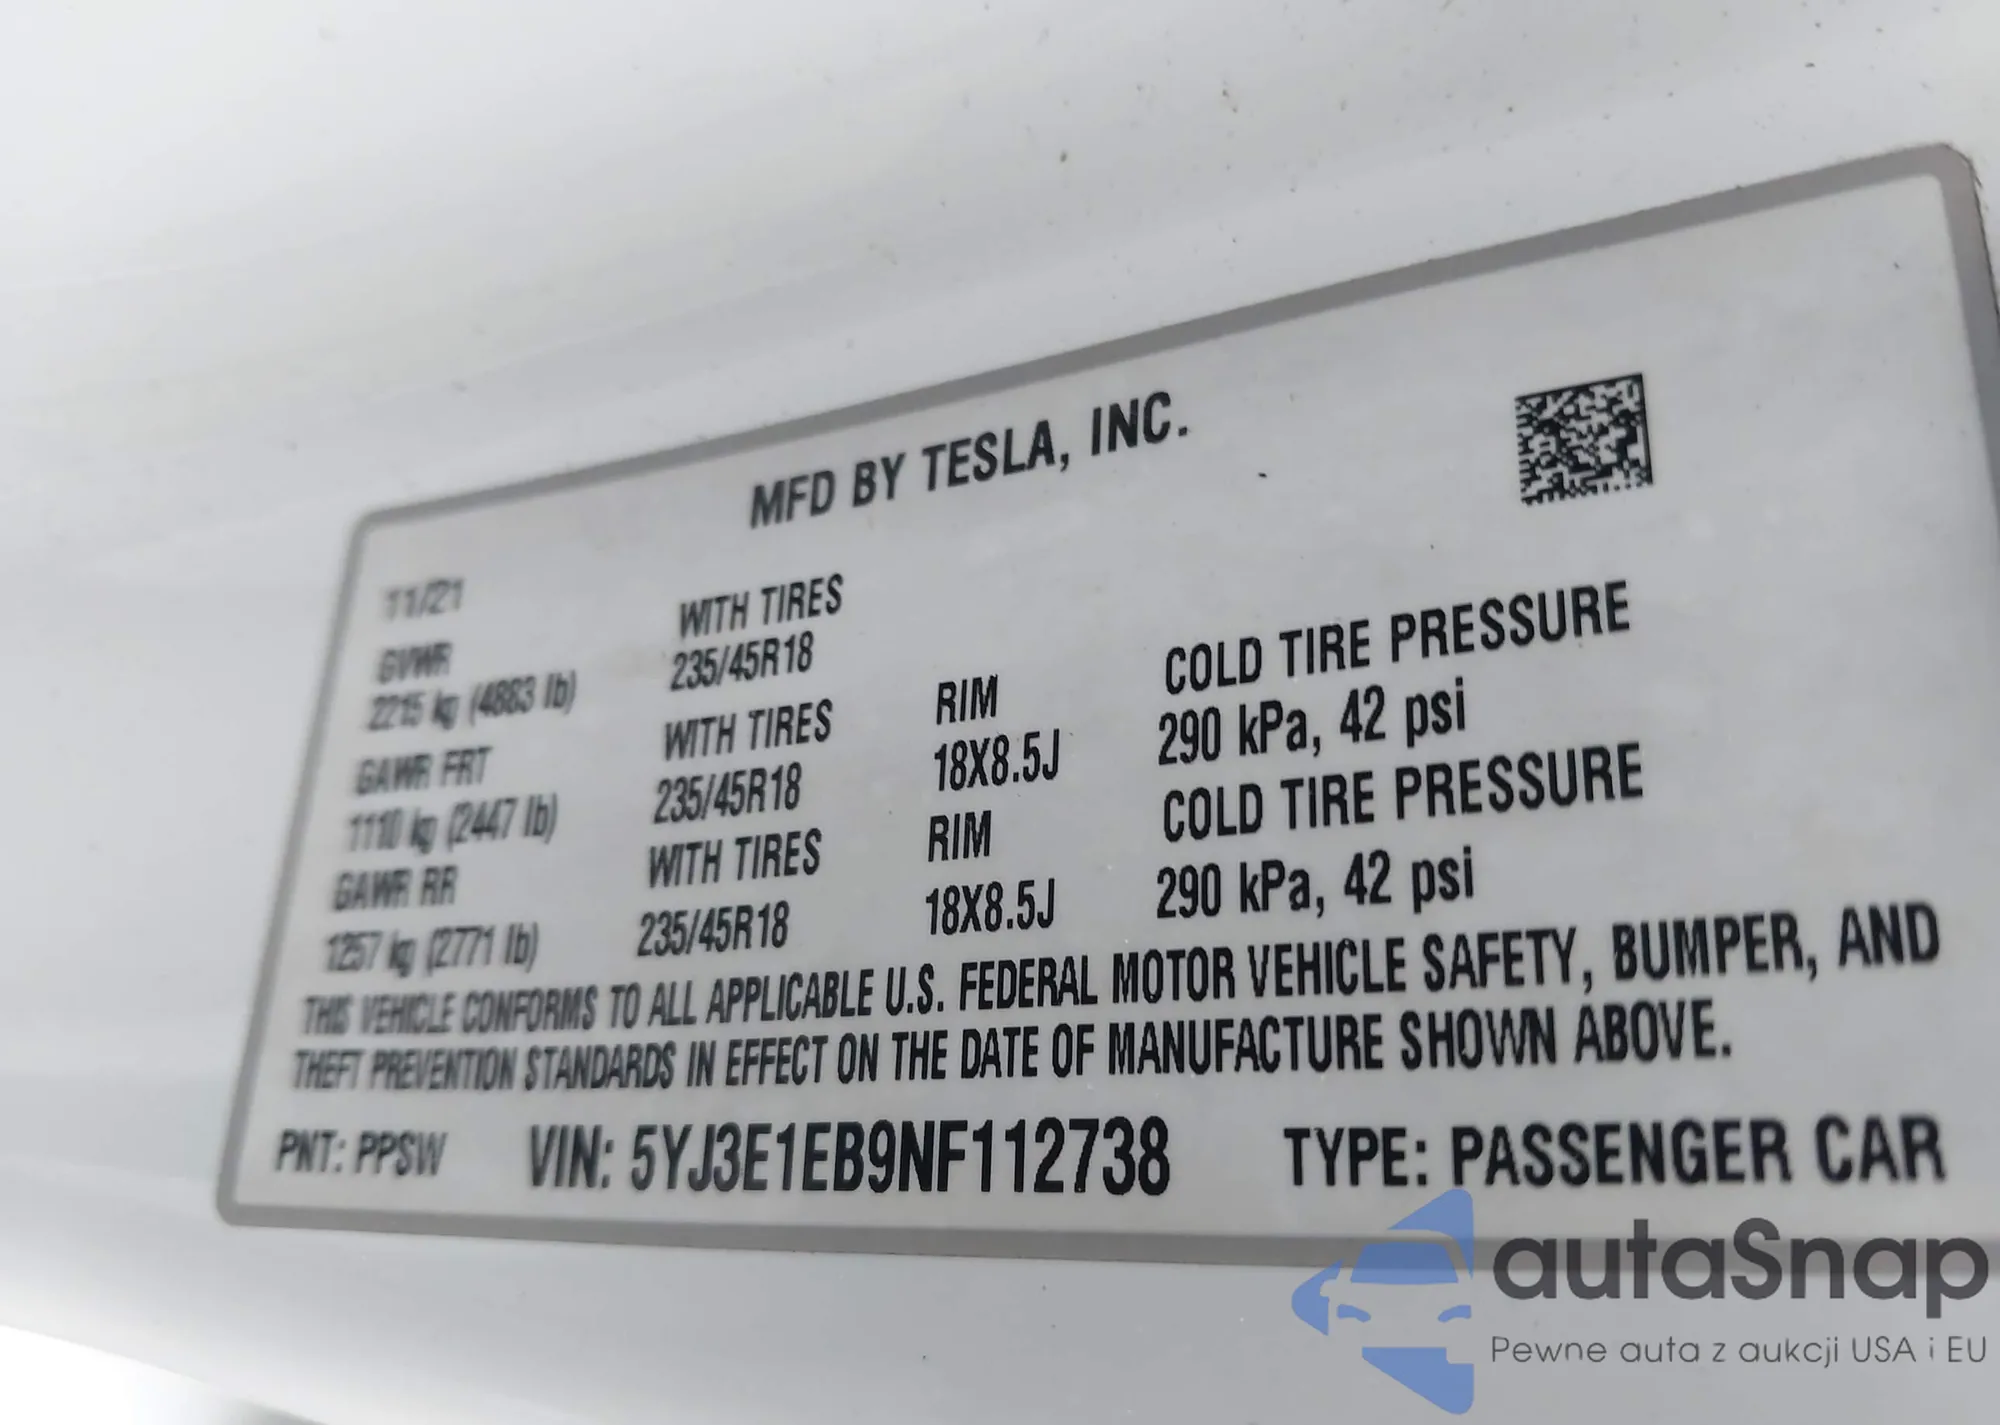 MFD BY TESLA, INC.
11/21
GVWR
2215 kg (4883 lb)
WITH TIRES
235/45R18
GAWR FRT
1110 kg (2447 lb)
WITH TIRES
235/45R18
RIM
18X8.5J
COLD TIRE PRESSURE
290 kPa, 42 psi
GAWR RR
1257 kg (2771 lb)
WITH TIRES
235/45R18
RIM
18X8.5J
COLD TIRE PRESSURE
290 kPa, 42 psi
THIS VEHICLE CONFORMS TO ALL APPLICABLE U.S. FEDERAL MOTOR VEHICLE SAFETY, BUMPER, AND
THEFT PREVENTION STANDARDS IN EFFECT ON THE DATE OF MANUFACTURE SHOWN ABOVE.
PNT: PPSW VIN: 5YJ3E1EB9NF112738 TYPE: PASSENGER CAR
autaSnap
Pewne auta z aukcji USA i EU